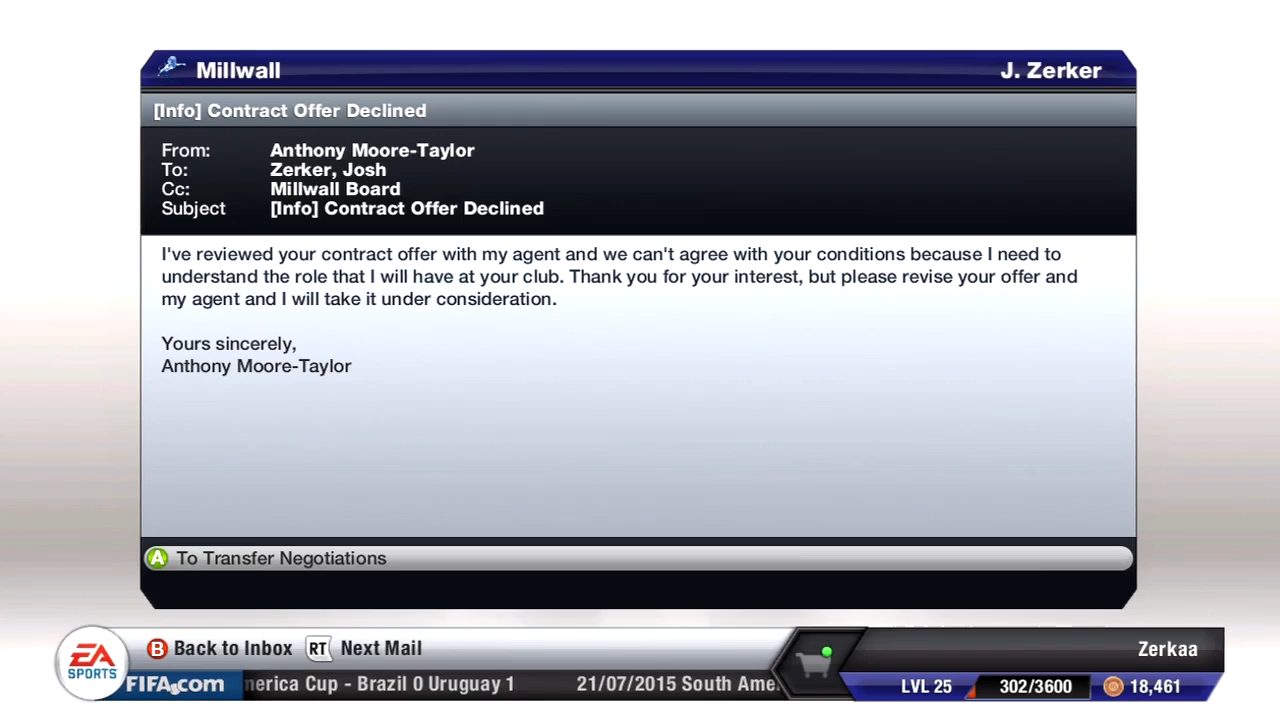 Millwall
J. Zerker
[Info] Contract Offer Declined
From: Anthony Moore-Taylor
To: Zerker, Josh
Cc: Millwall Board
Subject [Info] Contract Offer Declined
I've reviewed your contract offer with my agent and we can't agree with your conditions because I need to
understand the role that I will have at your club. Thank you for your interest, but please revise your offer and
my agent and I will take it under consideration.
Yours sincerely,
Anthony Moore-Taylor
A To Transfer Negotiations
EA
SPORTS
B Back to Inbox RT Next Mail
Zerkaa
FIFA.com
nerica Cup - Brazil 0 Uruguay 1 21/07/2015 South Ame
LVL 25 302/3600 18,461